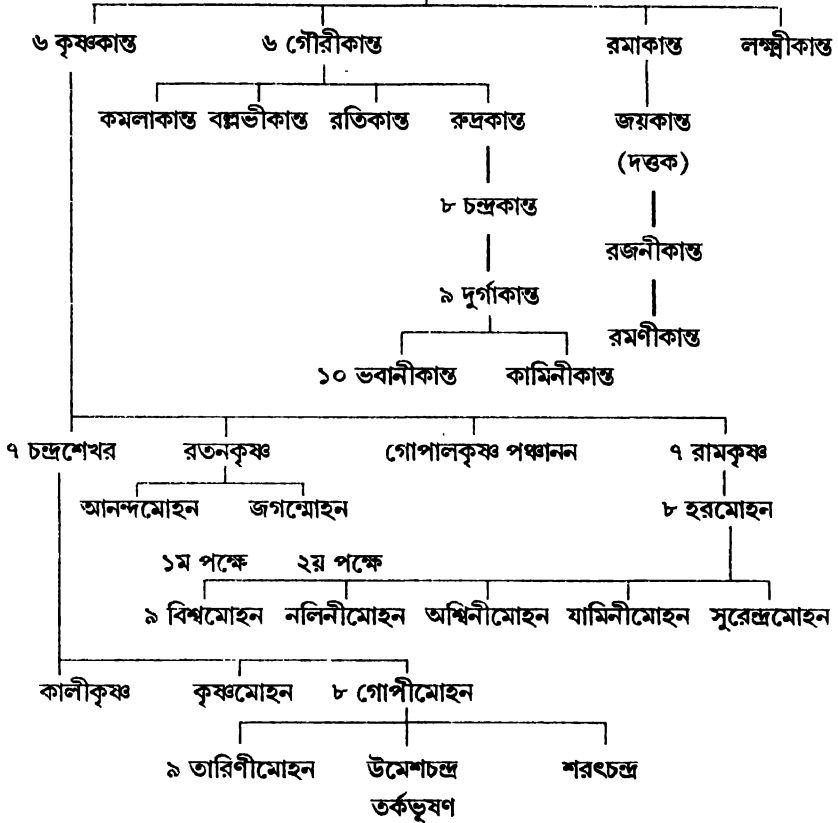 ৬ কৃষ্ণকান্ত ৬ গৌরীকান্ত রমাকান্ত লক্ষ্মীকান্ত
কমলাকান্ত বল্লভীকান্ত রতিকান্ত রুদ্রকান্ত জয়কান্ত
(দত্তক)
৮ চন্দ্রকান্ত
রজনীকান্ত
৯ দুর্গাকান্ত
রমণীকান্ত
১০ ভবানীকান্ত কামিনীকান্ত
৭ চন্দ্রশেখর রতনকৃষ্ণ গোপালকৃষ্ণ পঞ্চানন ৭ রামকৃষ্ণ
আনন্দমোহন জগন্মোহন ৮ হরমোহন
১ম পক্ষে ২য় পক্ষে
৯ বিশ্বমোহন নলিনীমোহন অশ্বিনীমোহন যামিনীমোহন সুরেন্দ্রমোহন
কালীকৃষ্ণ কৃষ্ণমোহন ৮ গোপীমোহন
৯ তারিণীমোহন উমেশচন্দ্র শরৎচন্দ্র
তর্কভূষণ